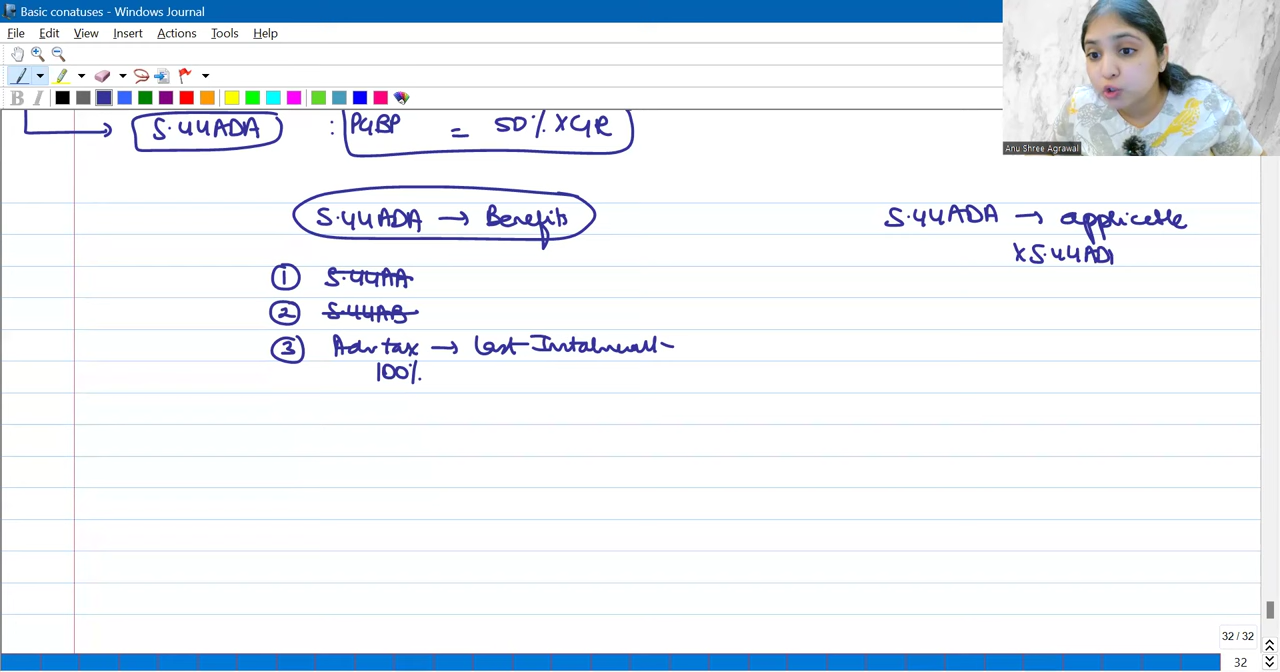 Basic conatuses - Windows Journal
File Edit View Insert Actions Tools Help
B I
S.44ADA : PGBP = 50% X GR
S.44ADA → Benefits
S.44ADA → applicable
X S.44AD
① S.44AA
② S.44AB
③ Adv tax → Last Instalment
100%
Anu Shree Agrawal
32 / 32
32